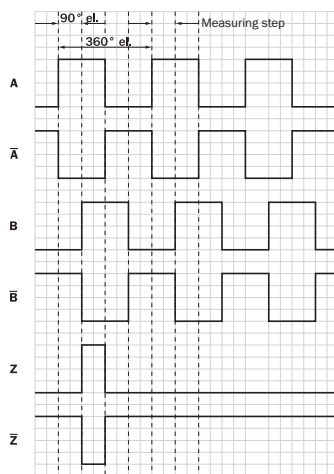 90° el.
Measuring step
360° el.
A
A̅
B
B̅
Z
Z̅